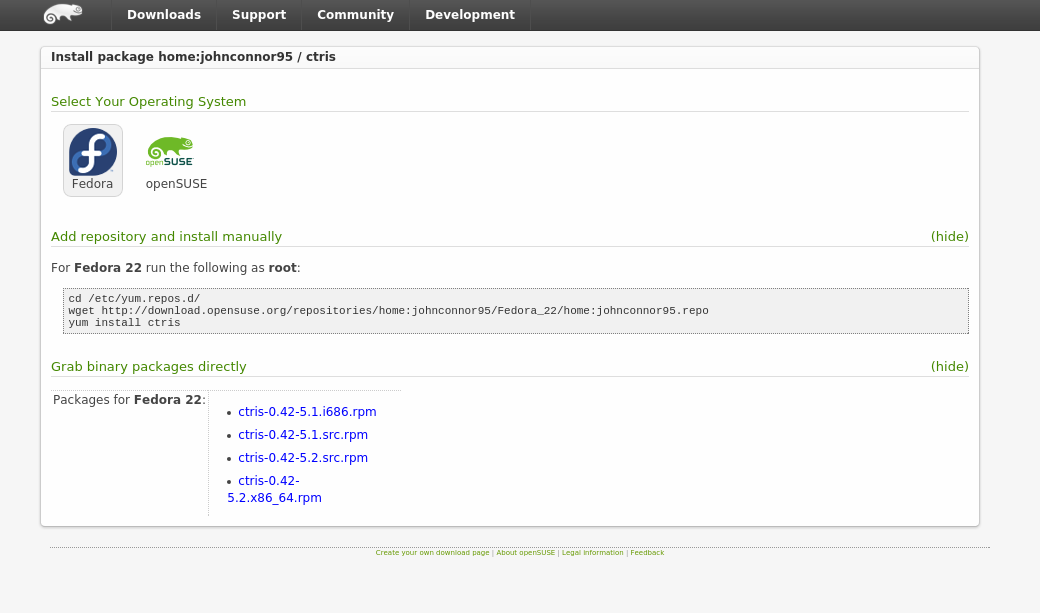 Downloads Support Community Development
Install package home:johnconnor95 / ctris
Select Your Operating System
openSUSE
Fedora openSUSE
Add repository and install manually (hide)
For Fedora 22 run the following as root:
cd /etc/yum.repos.d/
wget http://download.opensuse.org/repositories/home:johnconnor95/Fedora_22/home:johnconnor95.repo
yum install ctris
Grab binary packages directly (hide)
Packages for Fedora 22:
• ctris-0.42-5.1.i686.rpm
• ctris-0.42-5.1.src.rpm
• ctris-0.42-5.2.src.rpm
• ctris-0.42-
5.2.x86_64.rpm
Create your own download page | About openSUSE | Legal Information | Feedback